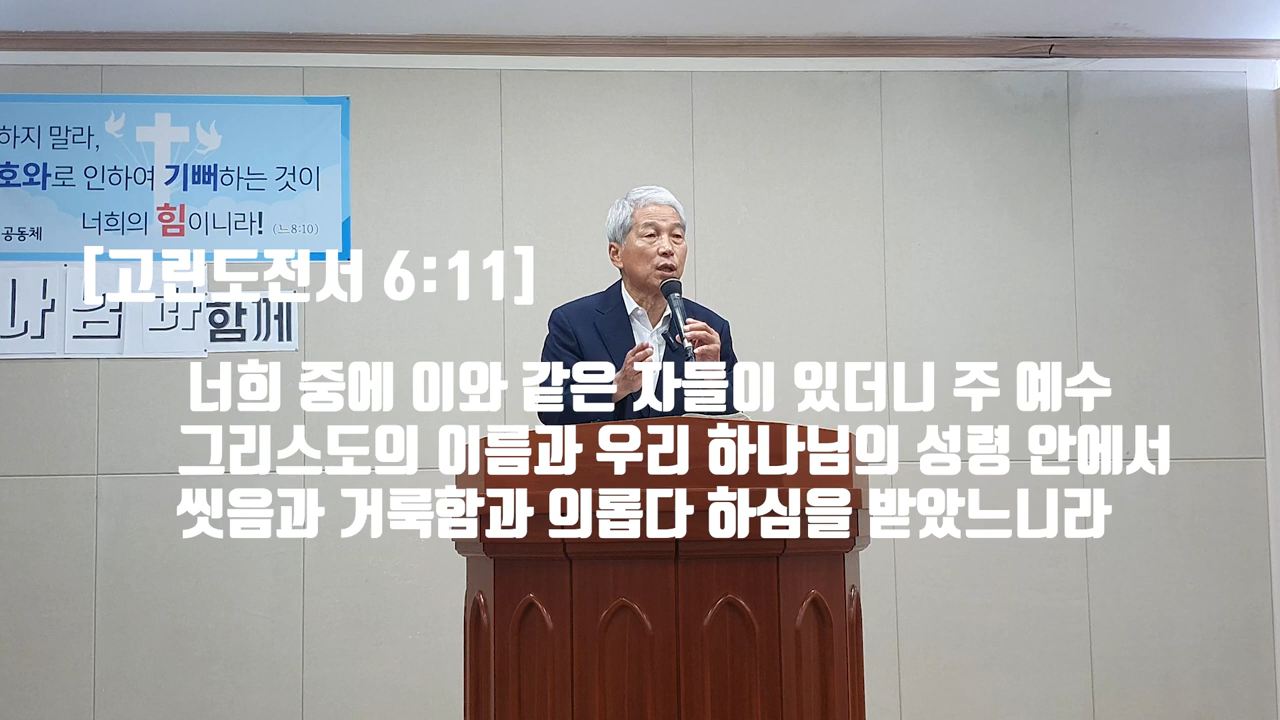 하지 말라,
호와로 인하여 기뻐하는 것이
너희의 힘이니라! (느8:10)
공동체
[고린도전서 6:11]
함께
너희 중에 이와 같은 자들이 있더니 주 예수
그리스도의 이름과 우리 하나님의 성령 안에서
씻음과 거룩함과 의롭다 하심을 받았느니라